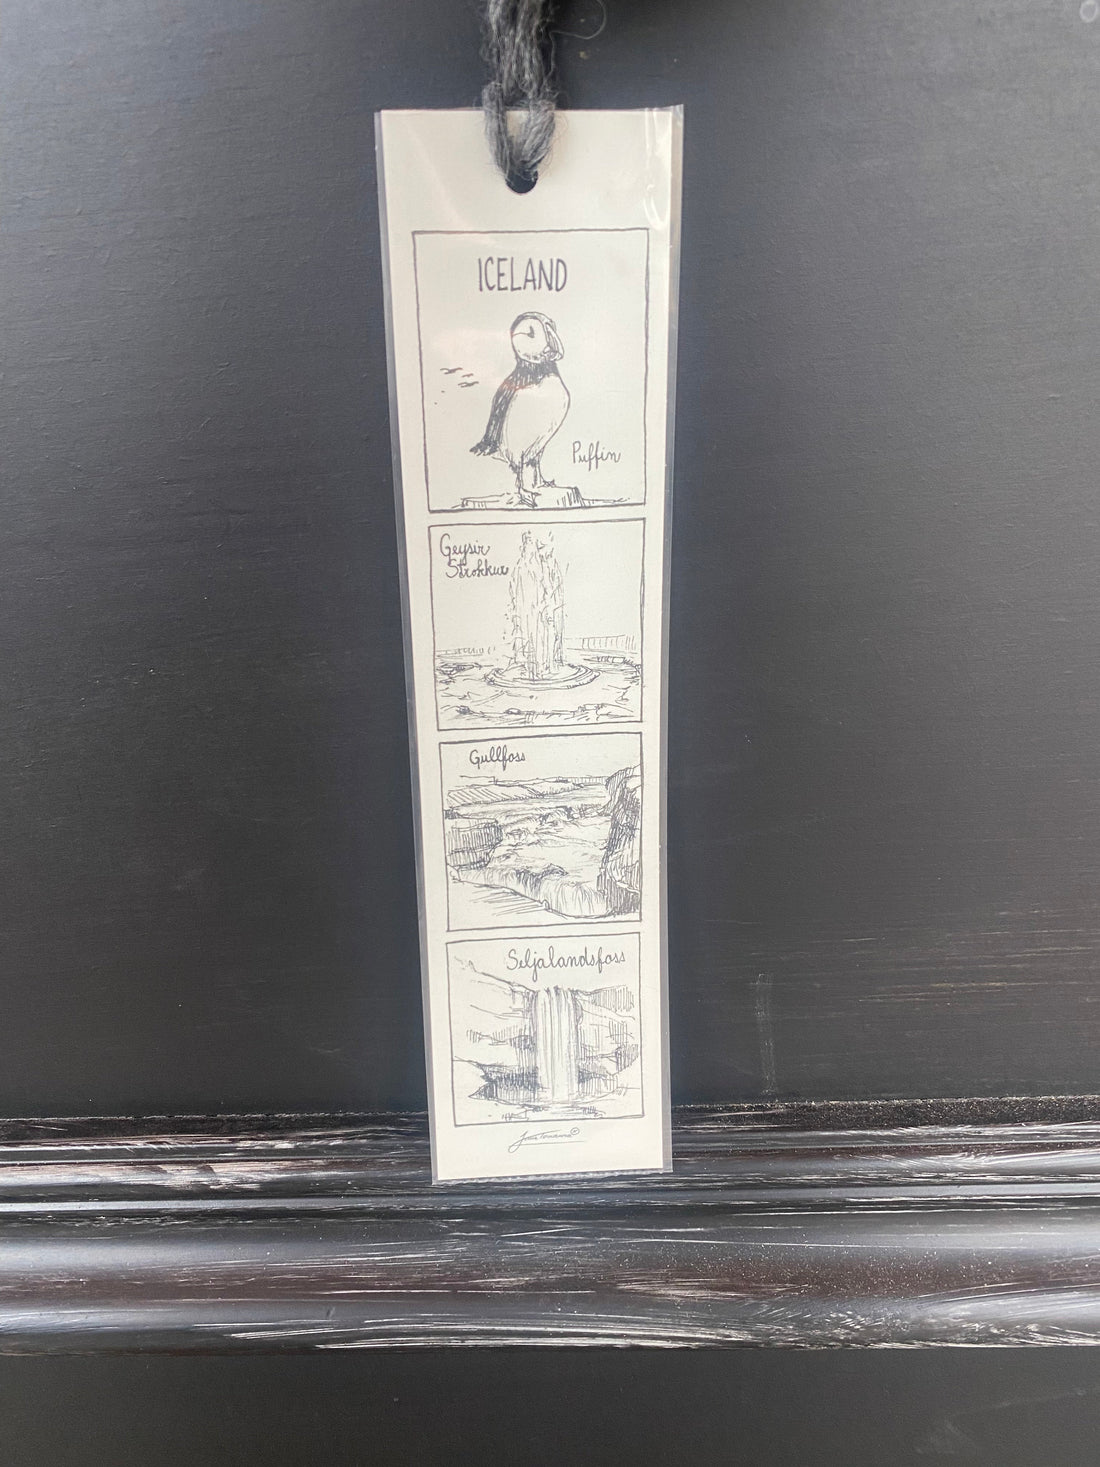 ICELAND
Puffin
Geysir
Strokkur
Gullfoss
Seljalandsfoss